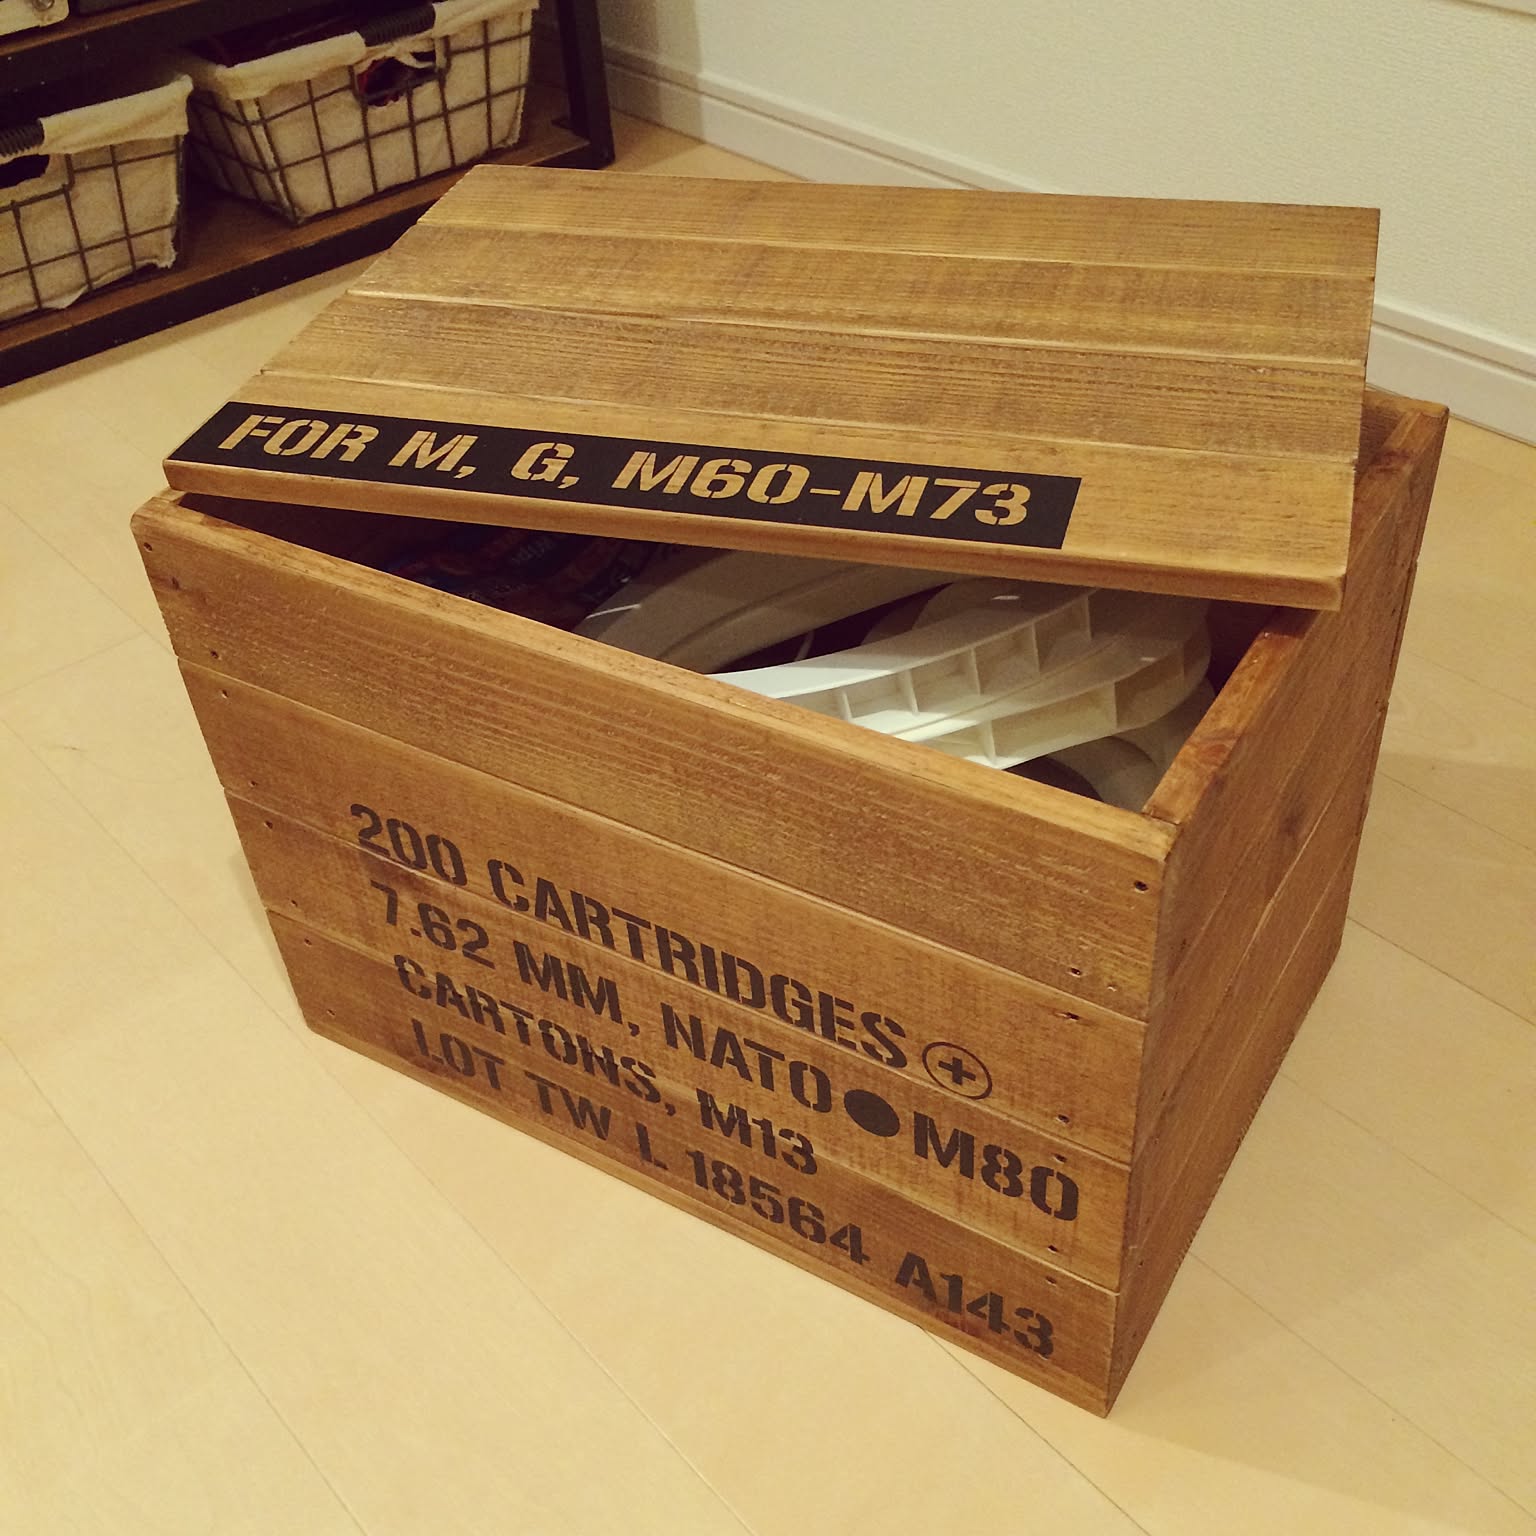 FOR M, G, M60-M73
200 CARTRIDGES
7.62 MM, NATO M80
CARTONS, M13
LOT TW L 18564 A143